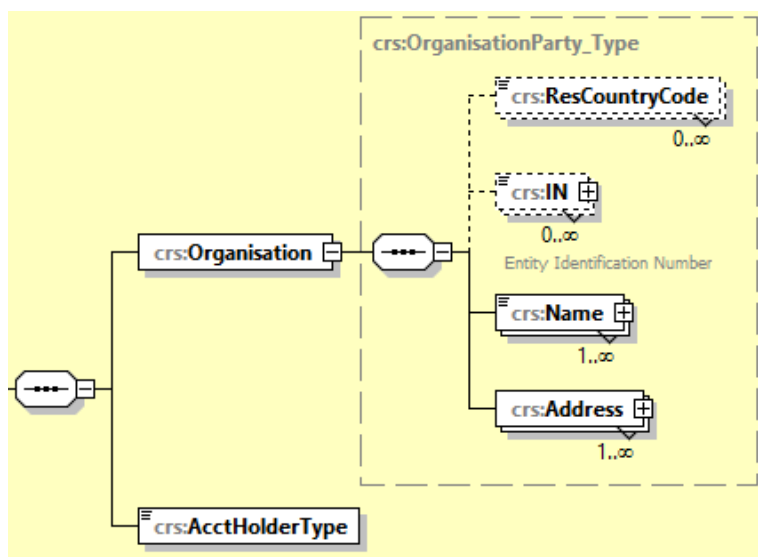 crs:OrganisationParty_Type
crs:ResCountryCode
0..∞
crs:IN
0..∞
Entity Identification Number
crs:Organisation
crs:Name
1..∞
crs:Address
1..∞
crs:AcctHolderType